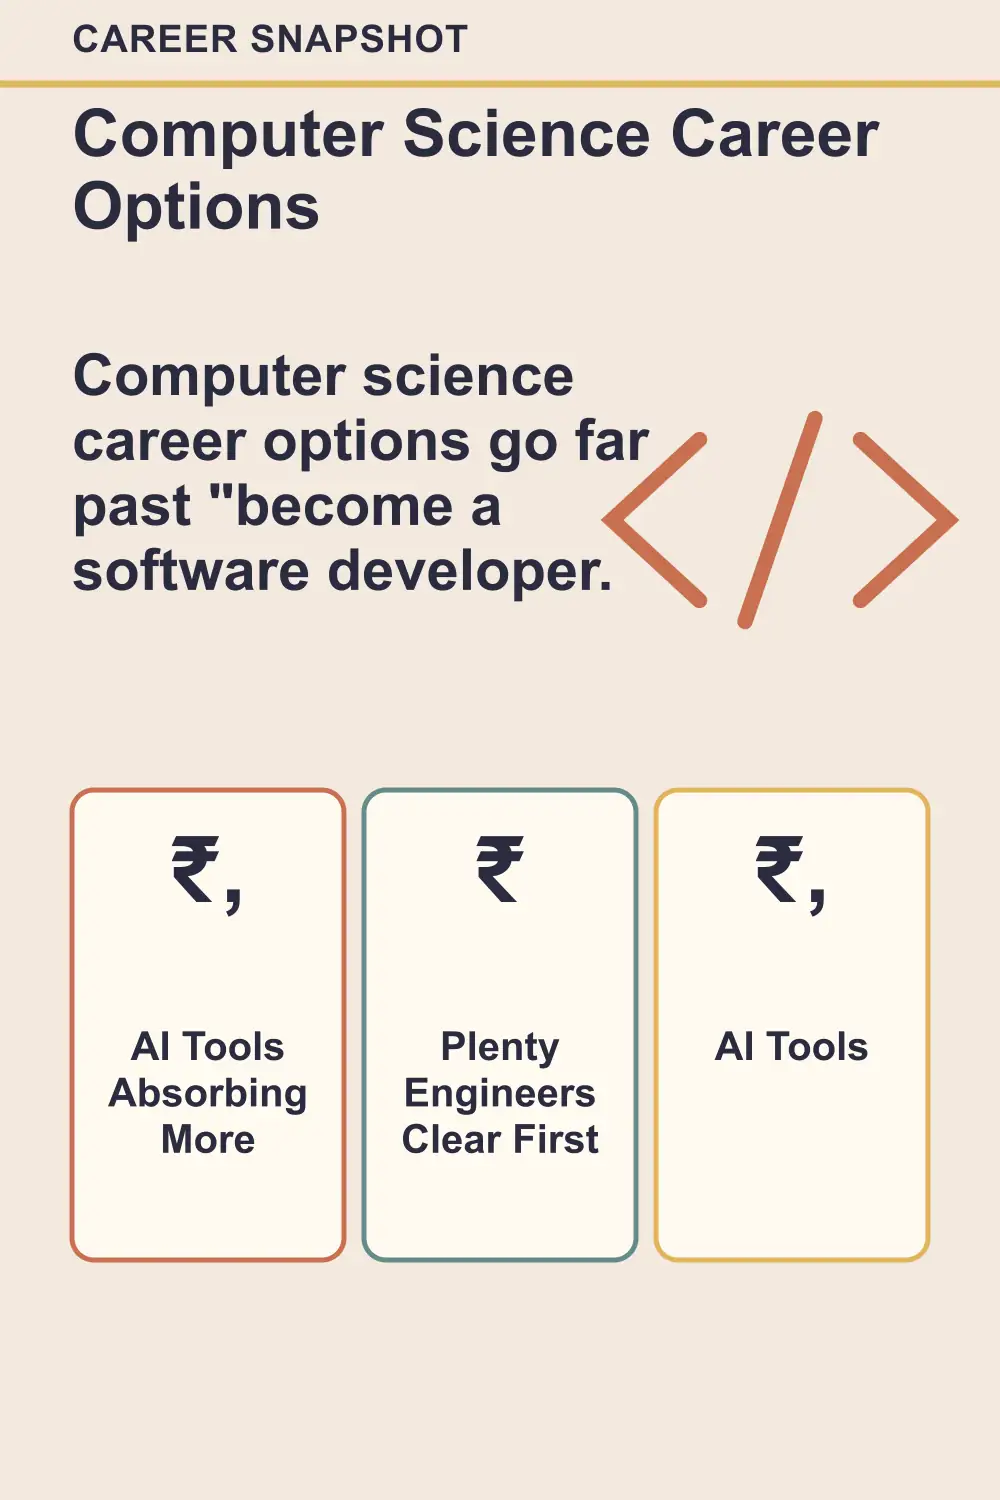 CAREER SNAPSHOT
Computer Science Career
Options
Computer science
career options go far
past "become a
software developer.
₹,
AI Tools
Absorbing
More
₹
Plenty
Engineers
Clear First
₹,
AI Tools